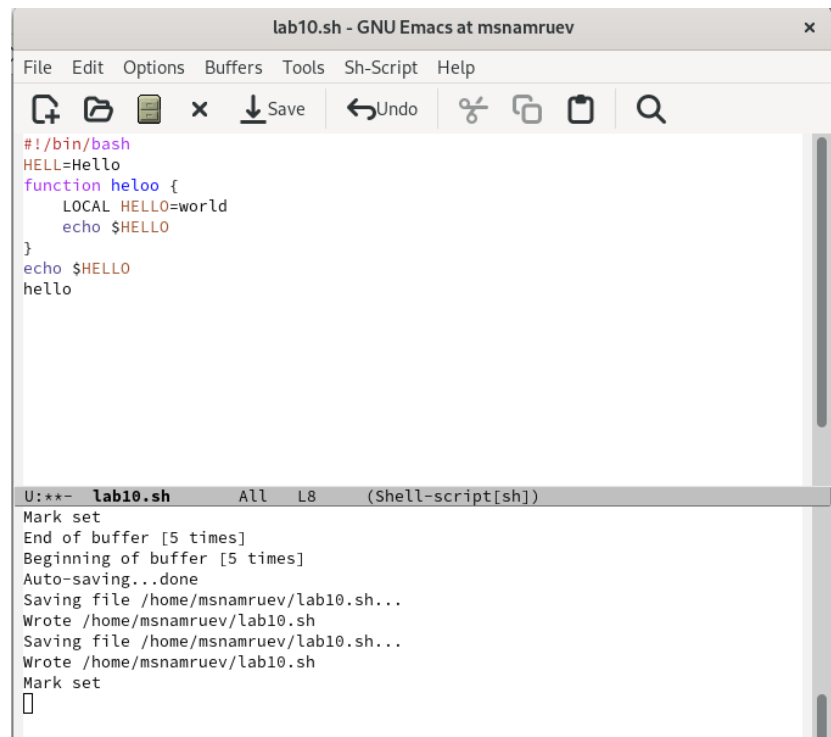 lab10.sh - GNU Emacs at msnamruev ×
File Edit Options Buffers Tools Sh-Script Help
Save Undo
#!/bin/bash
HELL=Hello
function heloo {
    LOCAL HELLO=world
    echo $HELLO
}
echo $HELLO
hello
U:**- lab10.sh All L8 (Shell-script[sh])
Mark set
End of buffer [5 times]
Beginning of buffer [5 times]
Auto-saving...done
Saving file /home/msnamruev/lab10.sh...
Wrote /home/msnamruev/lab10.sh
Saving file /home/msnamruev/lab10.sh...
Wrote /home/msnamruev/lab10.sh
Mark set